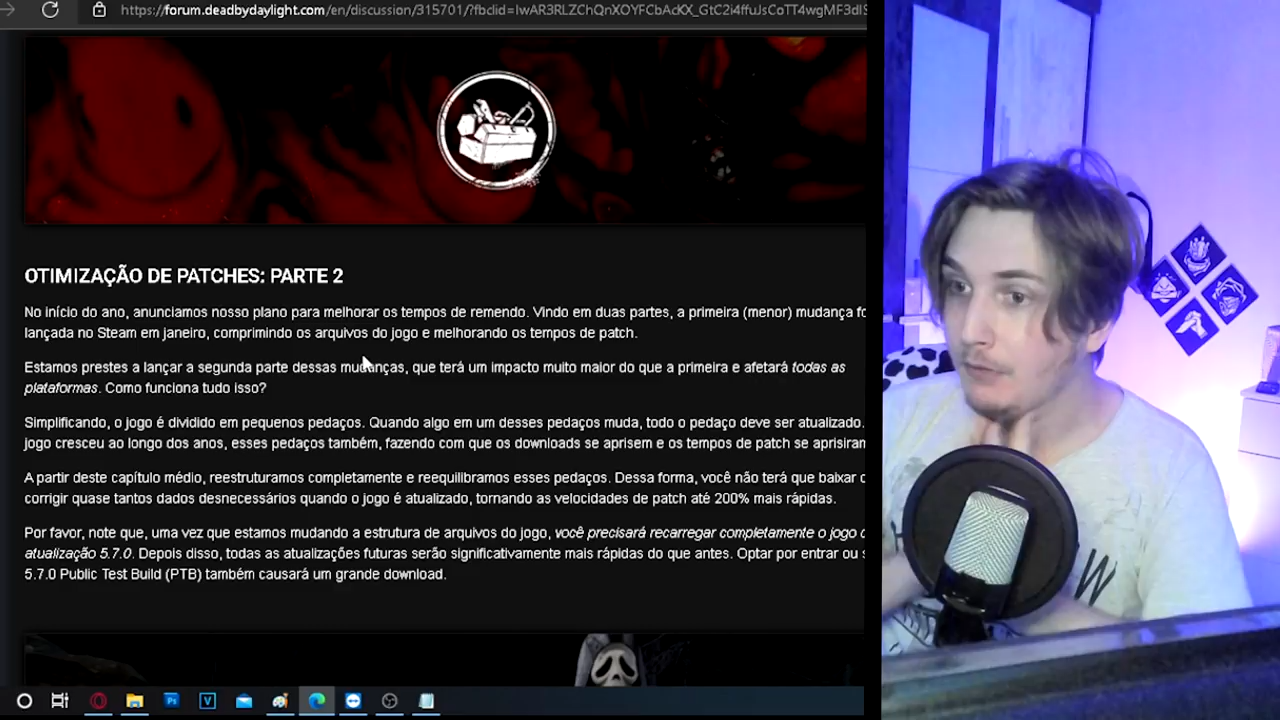 https://forum.deadbydaylight.com/en/discussion/315701/?fbclid=IwAR3RLZChQnXOYFCbAcKX_GtC2i4ffuJsCoTT4wgMF3dIS
OTIMIZAÇÃO DE PATCHES: PARTE 2
No início do ano, anunciamos nosso plano para melhorar os tempos de remendo. Vindo em duas partes, a primeira (menor) mudança fo
lançada no Steam em janeiro, comprimindo os arquivos do jogo e melhorando os tempos de patch.
Estamos prestes a lançar a segunda parte dessas mudanças, que terá um impacto muito maior do que a primeira e afetará todas as
plataformas. Como funciona tudo isso?
Simplificando, o jogo é dividido em pequenos pedaços. Quando algo em um desses pedaços muda, todo o pedaço deve ser atualizado.
jogo cresceu ao longo dos anos, esses pedaços também, fazendo com que os downloads se aprisem e os tempos de patch se aprisiram
A partir deste capítulo médio, reestruturamos completamente e reequilibramos esses pedaços. Dessa forma, você não terá que baixar o
corrigir quase tantos dados desnecessários quando o jogo é atualizado, tornando as velocidades de patch até 200% mais rápidas.
Por favor, note que, uma vez que estamos mudando a estrutura de arquivos do jogo, você precisará recarregar completamente o jogo
atualização 5.7.0. Depois disso, todas as atualizações futuras serão significativamente mais rápidas do que antes. Optar por entrar ou
5.7.0 Public Test Build (PTB) também causará um grande download.
W